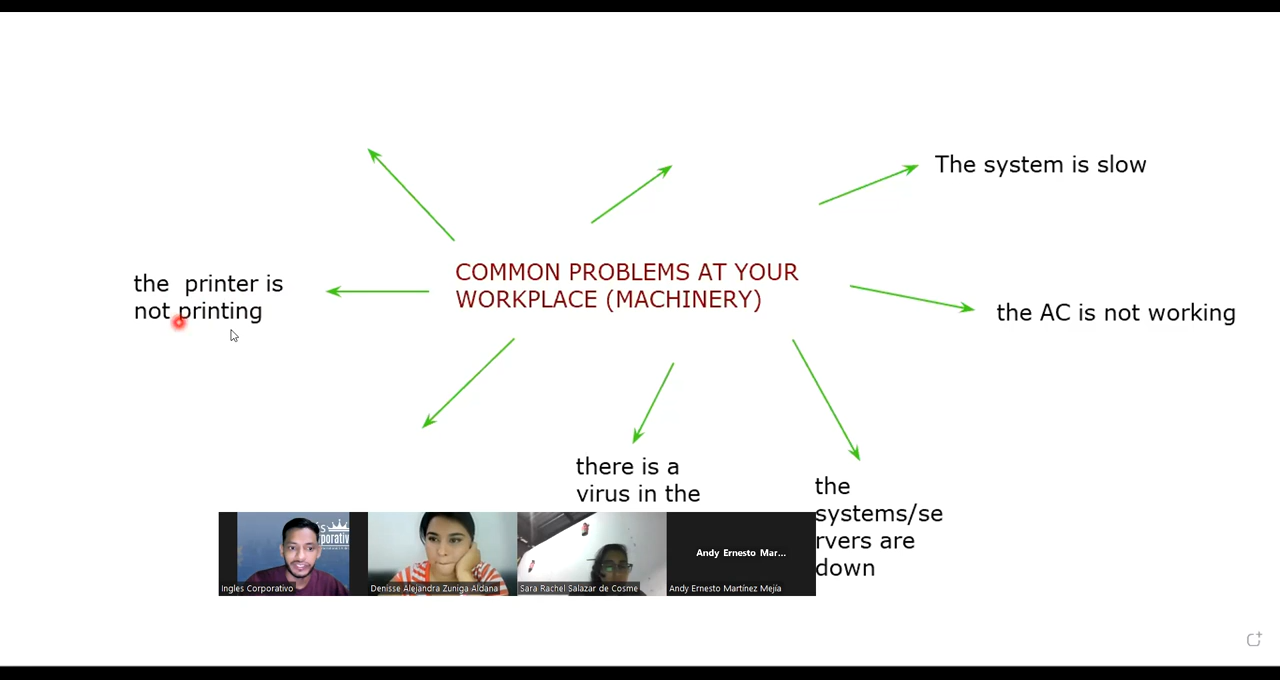 The system is slow
COMMON PROBLEMS AT YOUR
WORKPLACE (MACHINERY)
the printer is
not printing
the AC is not working
there is a
virus in the
the
systems/se
rvers are
down
Ingles Corporativo
Denisse Alejandra Zuniga Aldana
Sara Rachel Salazar de Cosme
Andy Ernesto Mar...
Andy Ernesto Martínez Mejía